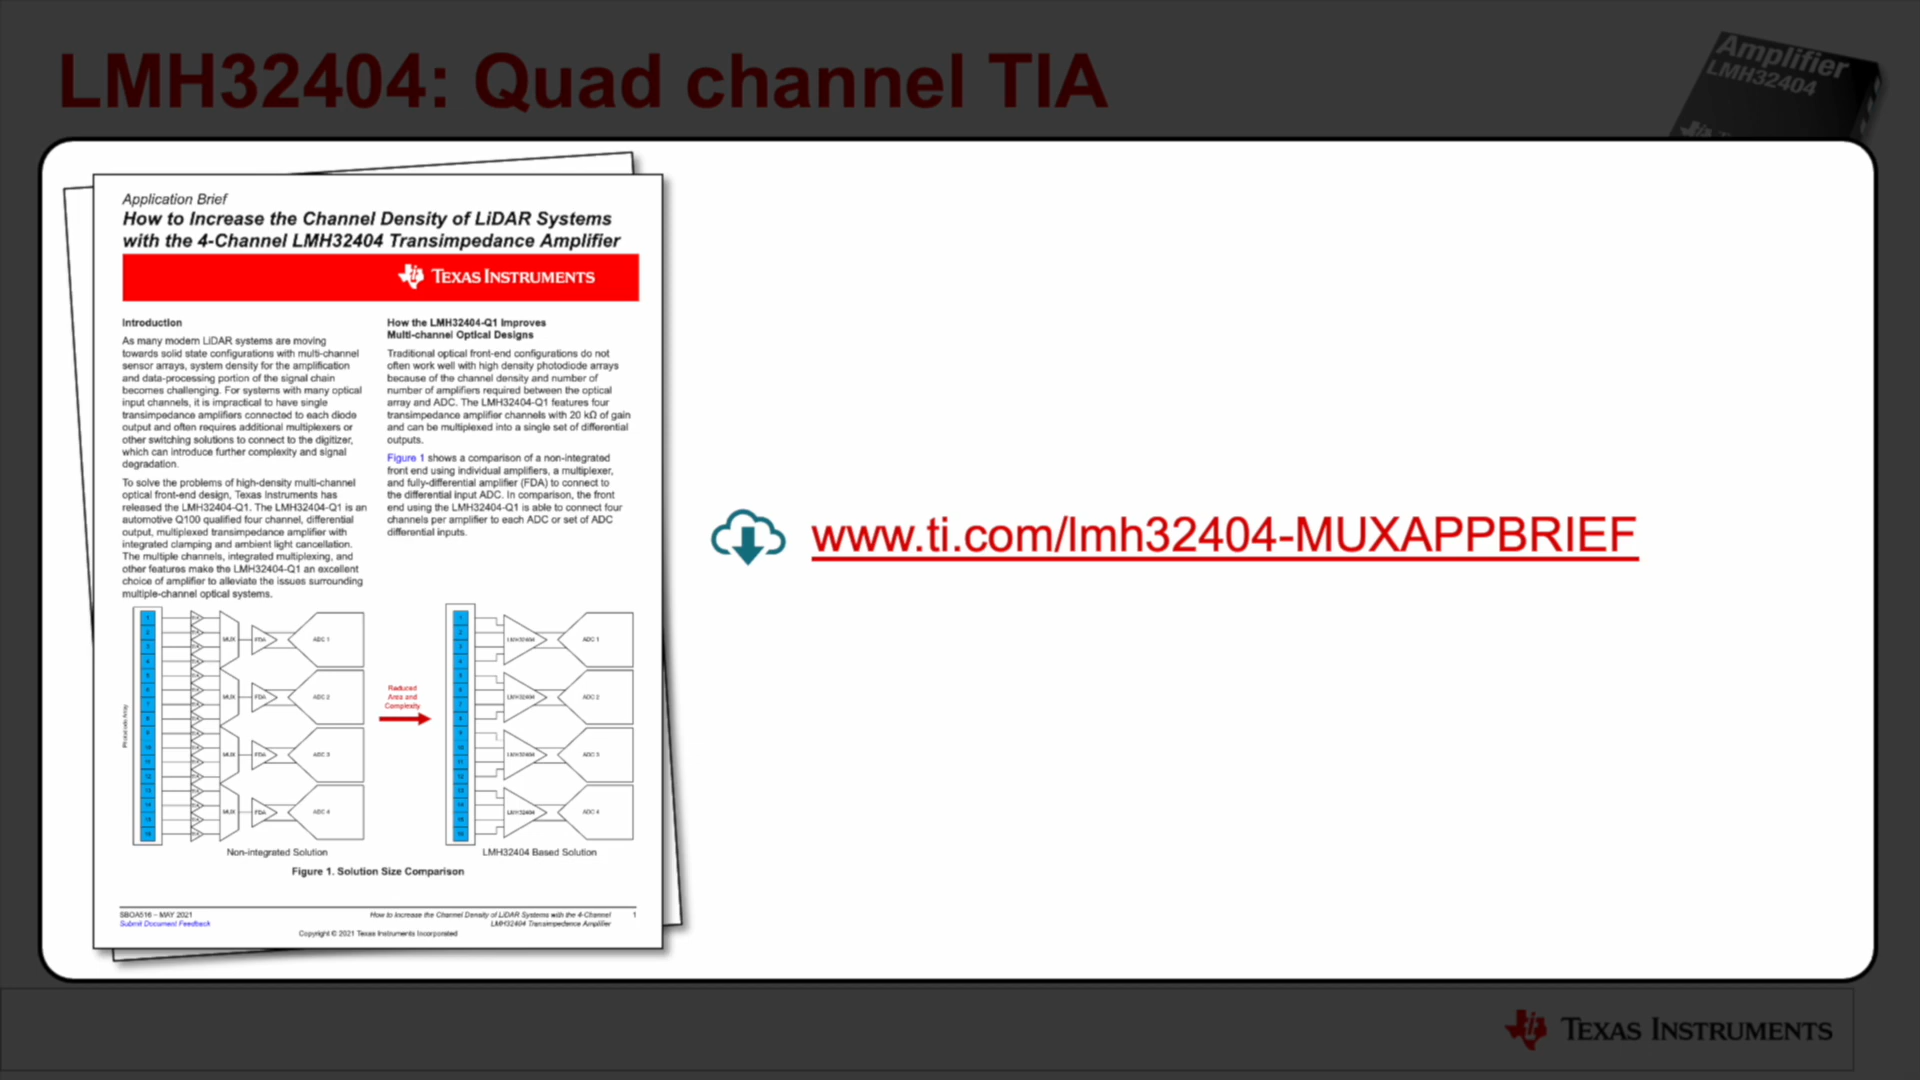 LMH32404: Quad channel TIA
Amplifier
LMH32404
Application Brief
How to Increase the Channel Density of LiDAR Systems
with the 4-Channel LMH32404 Transimpedance Amplifier
TEXAS INSTRUMENTS
Introduction
As many modern LiDAR systems are moving
towards solid state configurations with multi-channel
sensor arrays, system density for the amplification
and data-processing portion of the signal chain
becomes challenging. For systems with many optical
input channels, it is impractical to have single
transimpedance amplifiers connected to each diode
output and often requires additional multiplexers or
other switching solutions to connect to the digitizer,
which can introduce further complexity and signal
degradation.
To solve the problems of high-density multi-channel
optical front-end design, Texas Instruments has
released the LMH32404-Q1. The LMH32404-Q1 is an
automotive Q100 qualified four channel, differential
output, multiplexed transimpedance amplifier with
integrated clamping and ambient light cancellation.
The multiple channels, integrated multiplexing, and
other features make the LMH32404-Q1 an excellent
choice of amplifier to alleviate the issues surrounding
multiple-channel optical systems.
How the LMH32404-Q1 Improves
Multi-channel Optical Designs
Traditional optical front-end configurations do not
often work well with high density photodiode arrays
because of the channel density and number of
number of amplifiers required between the optical
array and ADC. The LMH32404-Q1 features four
transimpedance amplifier channels with 20 kΩ of gain
and can be multiplexed into a single set of differential
outputs.
Figure 1 shows a comparison of a non-integrated
front end using individual amplifiers, a multiplexer,
and fully-differential amplifier (FDA) to connect to
the differential input ADC. In comparison, the front
end using the LMH32404-Q1 is able to connect four
channels per amplifier to each ADC or set of ADC
differential inputs.
Photodiode Array
MUX FDA ADC 1
MUX FDA ADC 2
MUX FDA ADC 3
MUX FDA ADC 4
Non-integrated Solution
Reduced
Area and
Complexity
LMH32404 ADC 1
LMH32404 ADC 2
LMH32404 ADC 3
LMH32404 ADC 4
LMH32404 Based Solution
Figure 1. Solution Size Comparison
SBOA516 – MAY 2021
Submit Document Feedback
How to Increase the Channel Density of LiDAR Systems with the 4-Channel
LMH32404 Transimpedance Amplifier
1
Copyright © 2021 Texas Instruments Incorporated
www.ti.com/lmh32404-MUXAPPBRIEF
TEXAS INSTRUMENTS